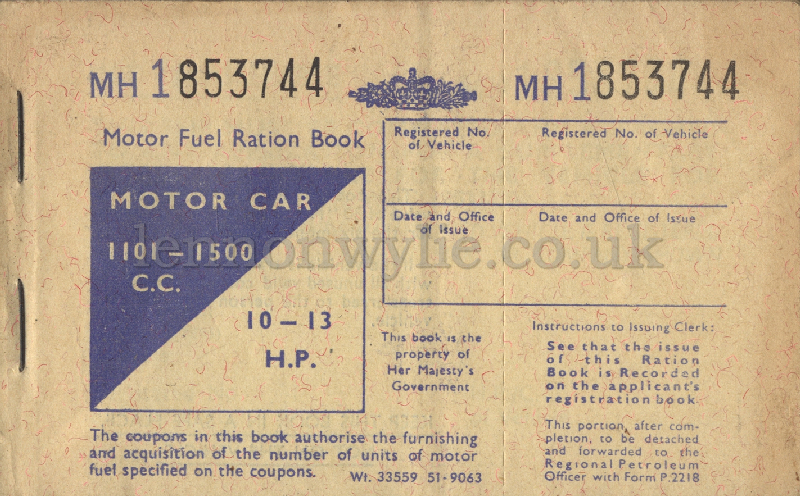 MH 1853744
MH 1853744
Motor Fuel Ration Book
MOTOR CAR
1101 – 1500
C.C.
10 – 13
H.P.
The coupons in this book authorise the furnishing
and acquisition of the number of units of motor
fuel specified on the coupons.
Wt. 33559 51-9063
Registered No.
of Vehicle
Date and Office
of Issue
This book is the
property of
Her Majesty's
Government
Registered No. of Vehicle
Date and Office of Issue
Instructions to Issuing Clerk:
See that the issue
of this Ration
Book is Recorded
on the applicant's
registration book.
This portion, after com-
pletion, to be detached
and forwarded to the
Regional Petroleum
Officer with Form P.2218
lennonwylie.co.uk